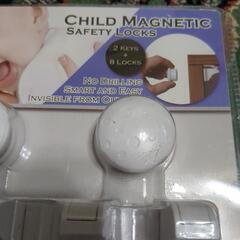 Child Magnetic
Safety Locks
2 Keys
+
8 Locks
No Drilling
Smart and Easy
Invisible from